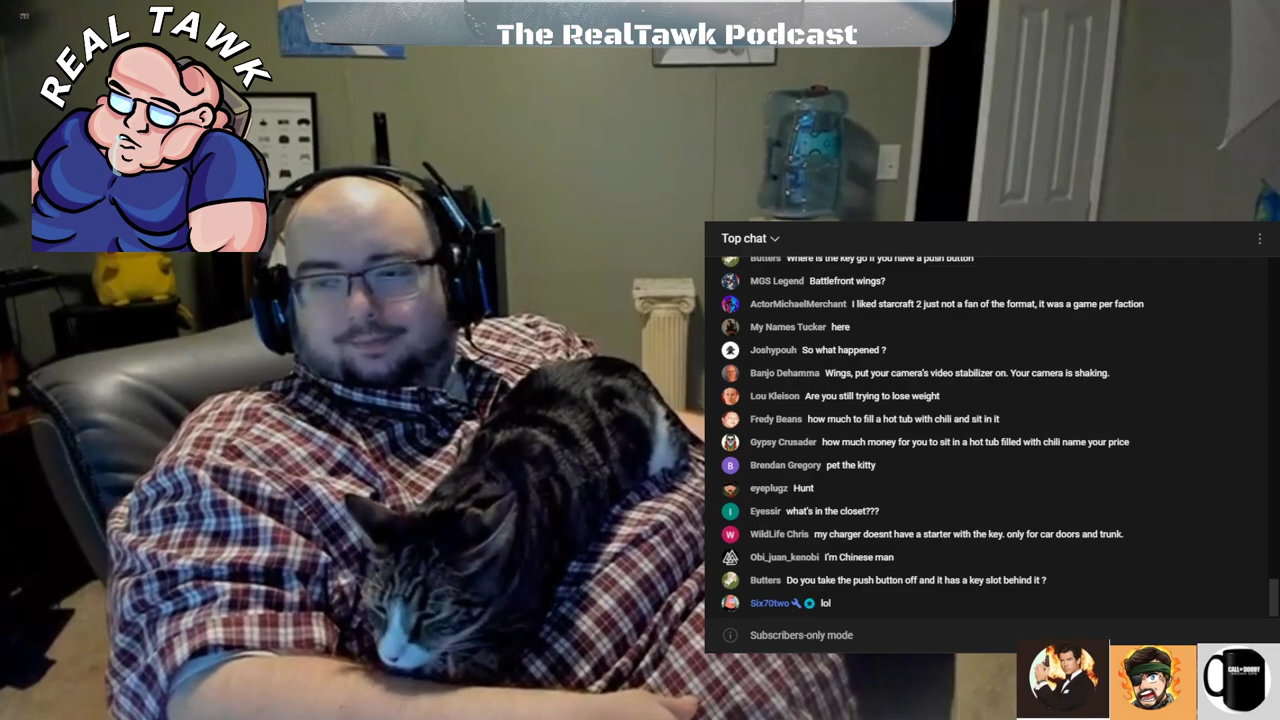 The RealTawk Podcast
REAL TAWK
Top chat
Butters Where is the key go if you have a push button
MGS Legend Battlefront wings?
ActorMichaelMerchant I liked starcraft 2 just not a fan of the format, it was a game per faction
My Names Tucker here
Joshypouh So what happened ?
Banjo Dehamma Wings, put your camera's video stabilizer on. Your camera is shaking.
Lou Kleison Are you still trying to lose weight
Fredy Beans how much to fill a hot tub with chili and sit in it
Gypsy Crusader how much money for you to sit in a hot tub filled with chili name your price
B Brendan Gregory pet the kitty
eyeplugz Hunt
I Eyessir what's in the closet???
W WildLife Chris my charger doesnt have a starter with the key. only for car doors and trunk.
Obi_juan_kenobi I'm Chinese man
Butters Do you take the push button off and it has a key slot behind it ?
Six70two lol
Subscribers-only mode
CALL OF DOODY